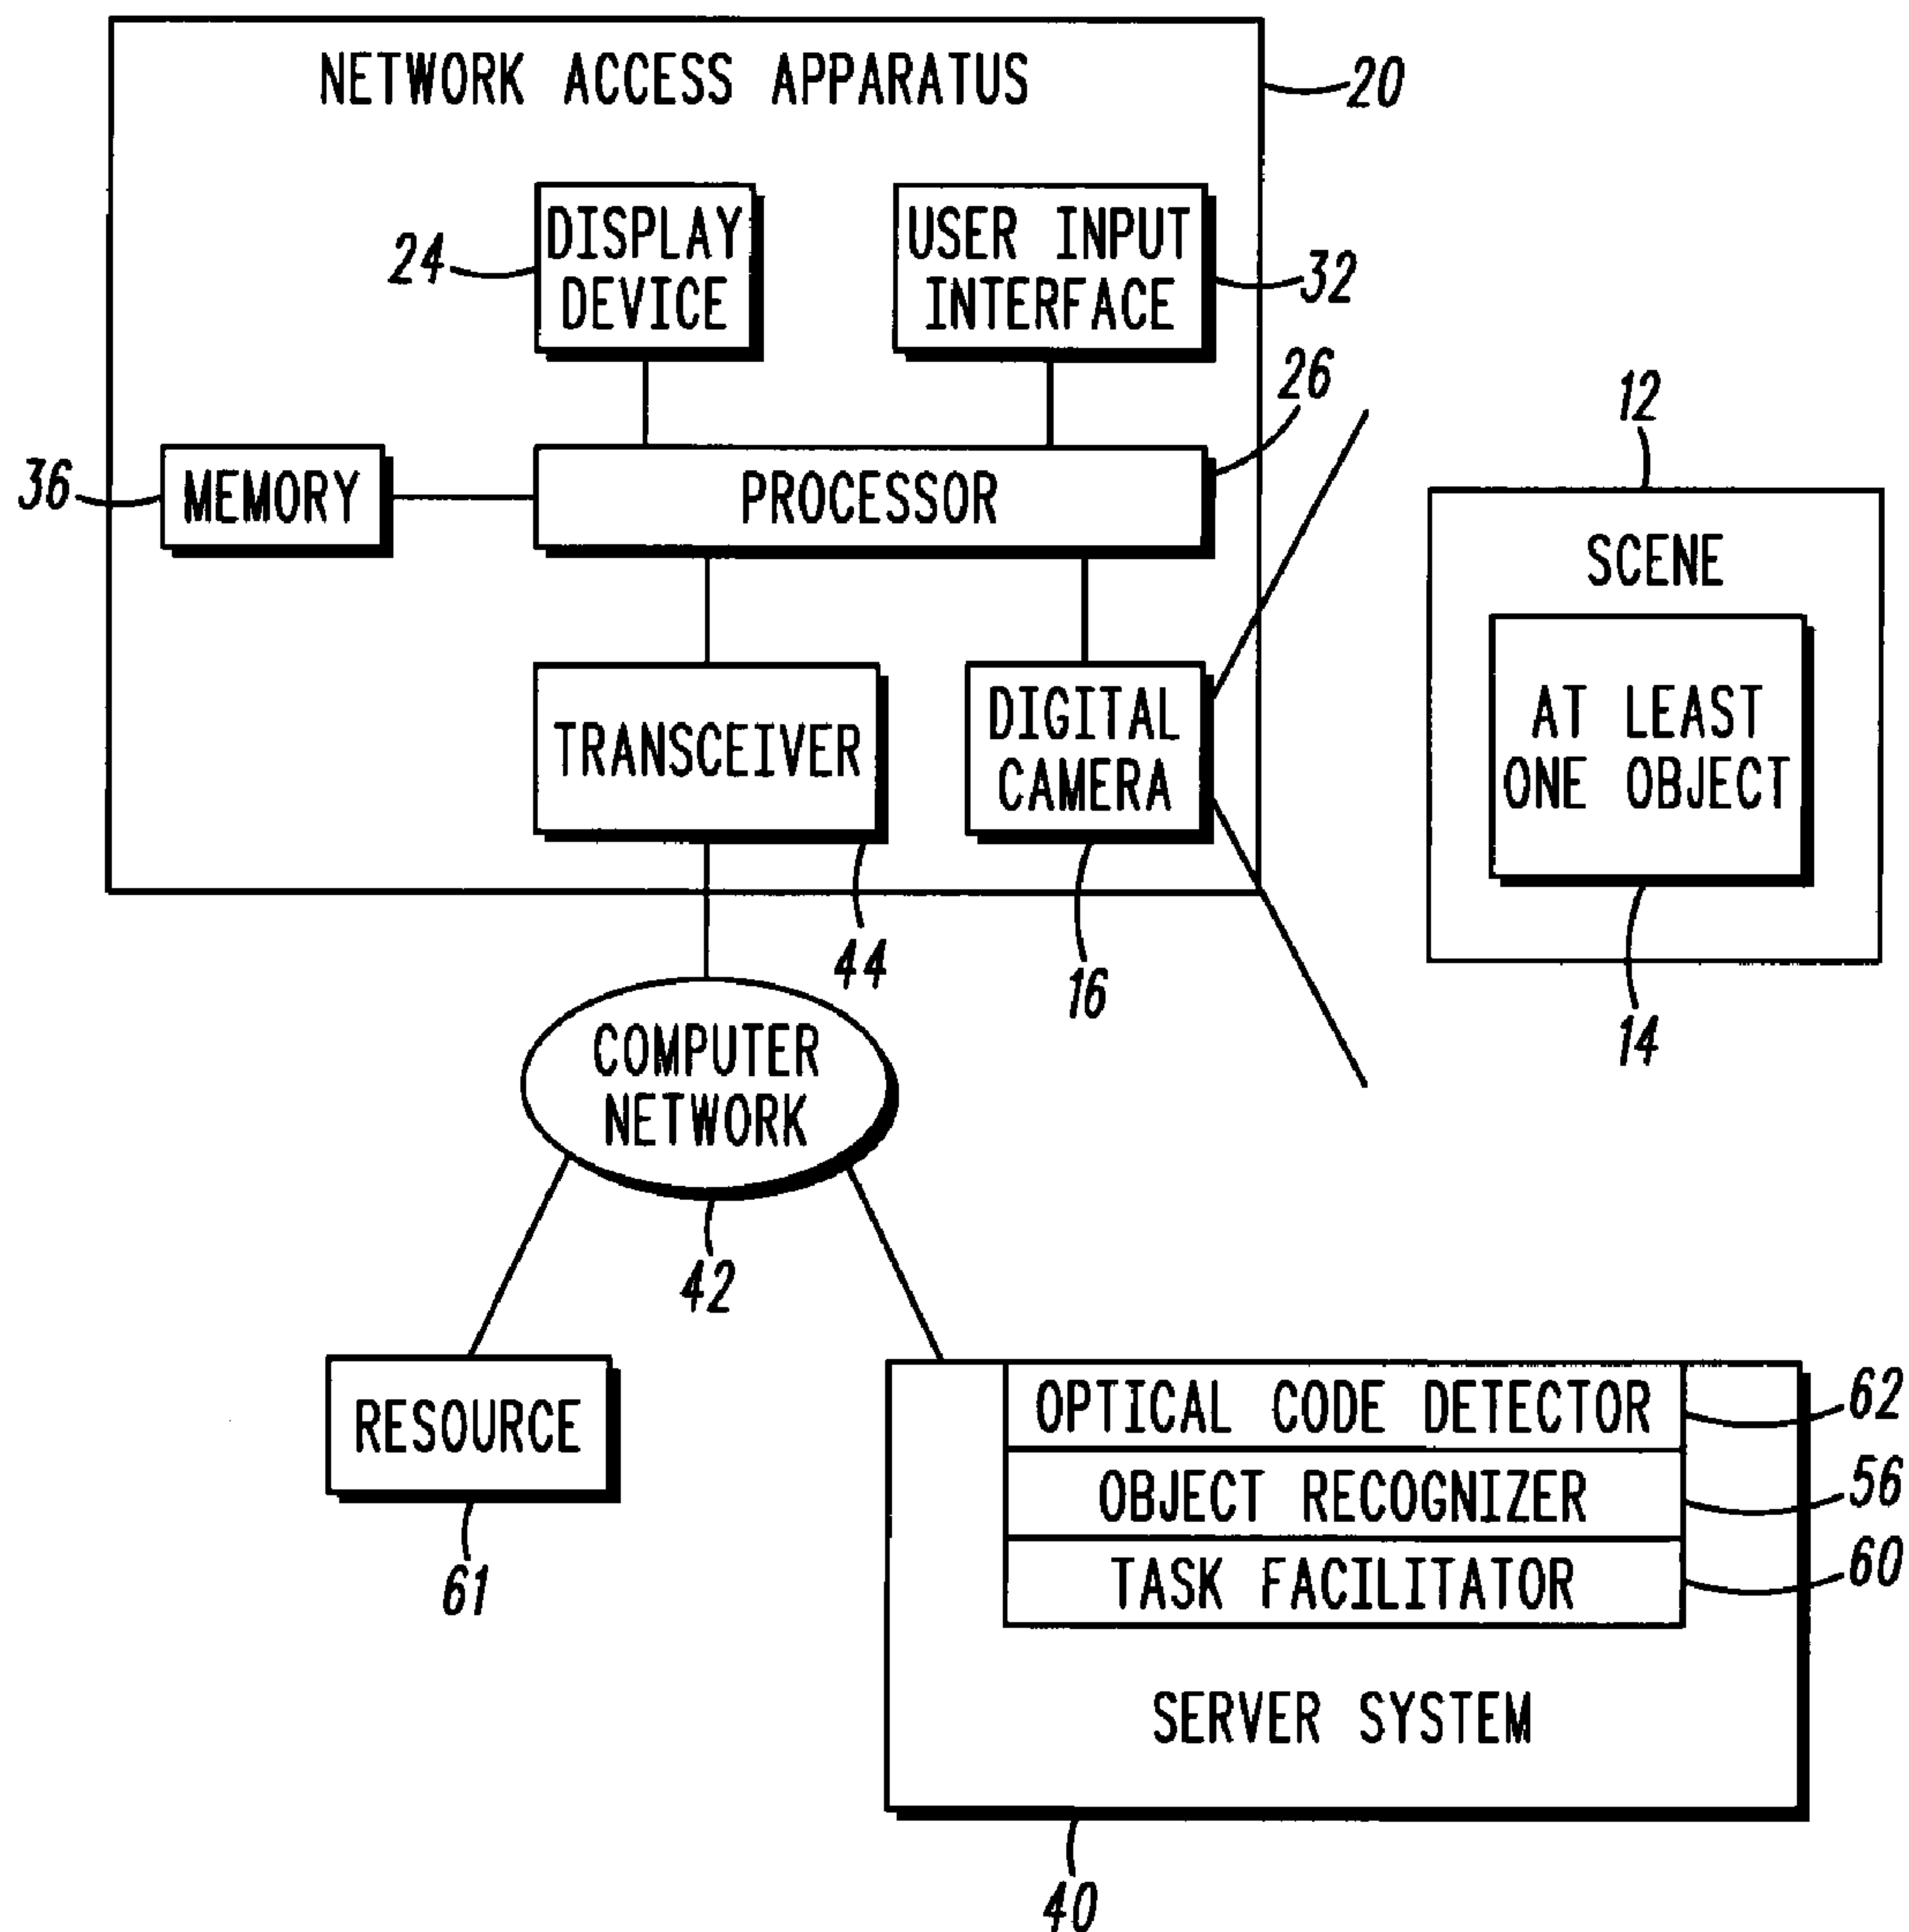 NETWORK ACCESS APPARATUS
20
DISPLAY
DEVICE
24
USER INPUT
INTERFACE
32
26
12
36
MEMORY
PROCESSOR
SCENE
AT LEAST
ONE OBJECT
TRANSCEIVER
DIGITAL
CAMERA
44
16
14
COMPUTER
NETWORK
42
RESOURCE
61
OPTICAL CODE DETECTOR
62
OBJECT RECOGNIZER
56
TASK FACILITATOR
60
SERVER SYSTEM
40